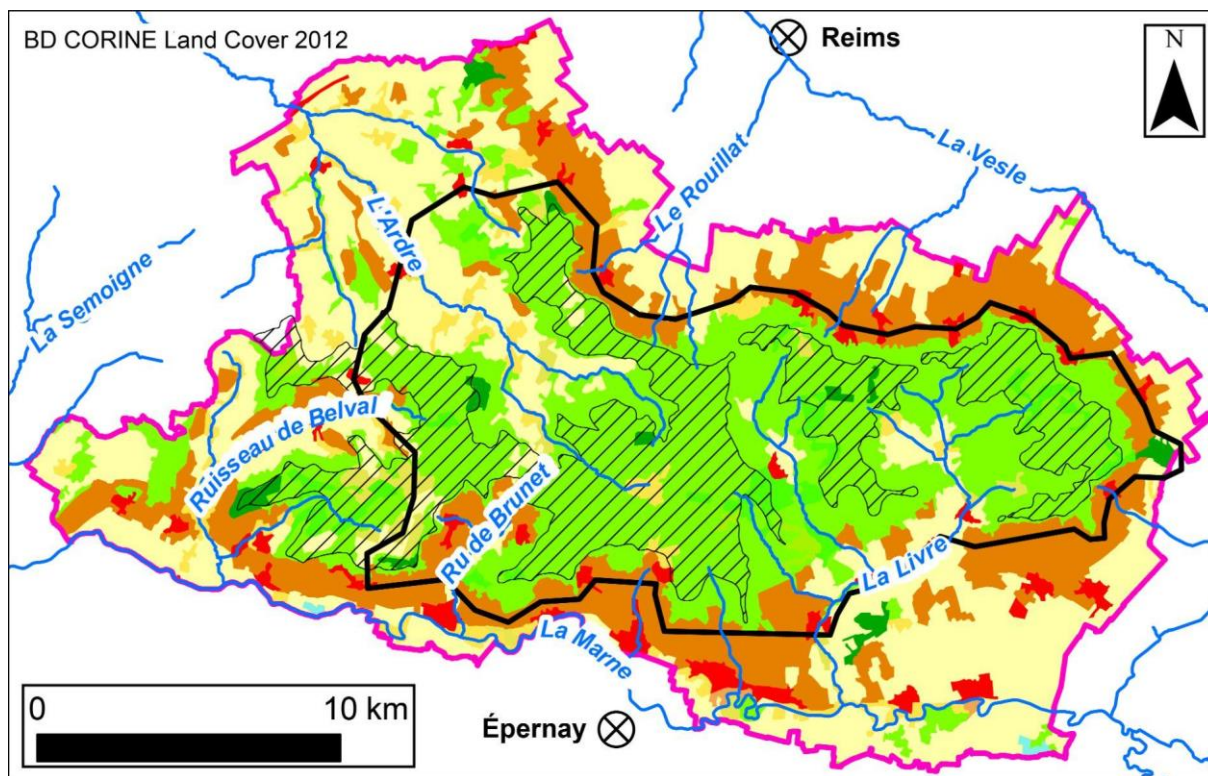 BD CORINE Land Cover 2012
Reims
N
La Vesle
Le Rouillat
L'Ardre
La Semoigne
Ruisseau de Belval
Ru de Brunet
La Livre
La Marne
0 10 km
Épernay